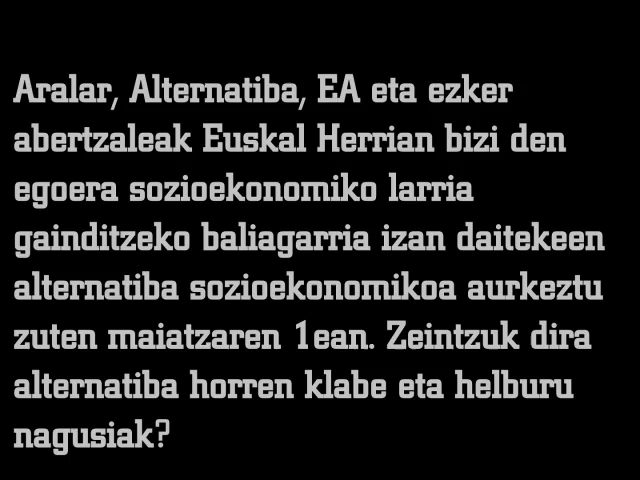 Aralar, Alternatiba, EA eta ezker
abertzaleak Euskal Herrian bizi den
egoera sozioekonomiko larria
gainditzeko baliagarria izan daitekeen
alternatiba sozioekonomikoa aurkeztu
zuten maiatzaren 1ean. Zeintzuk dira
alternatiba horren klabe eta helburu
nagusiak?